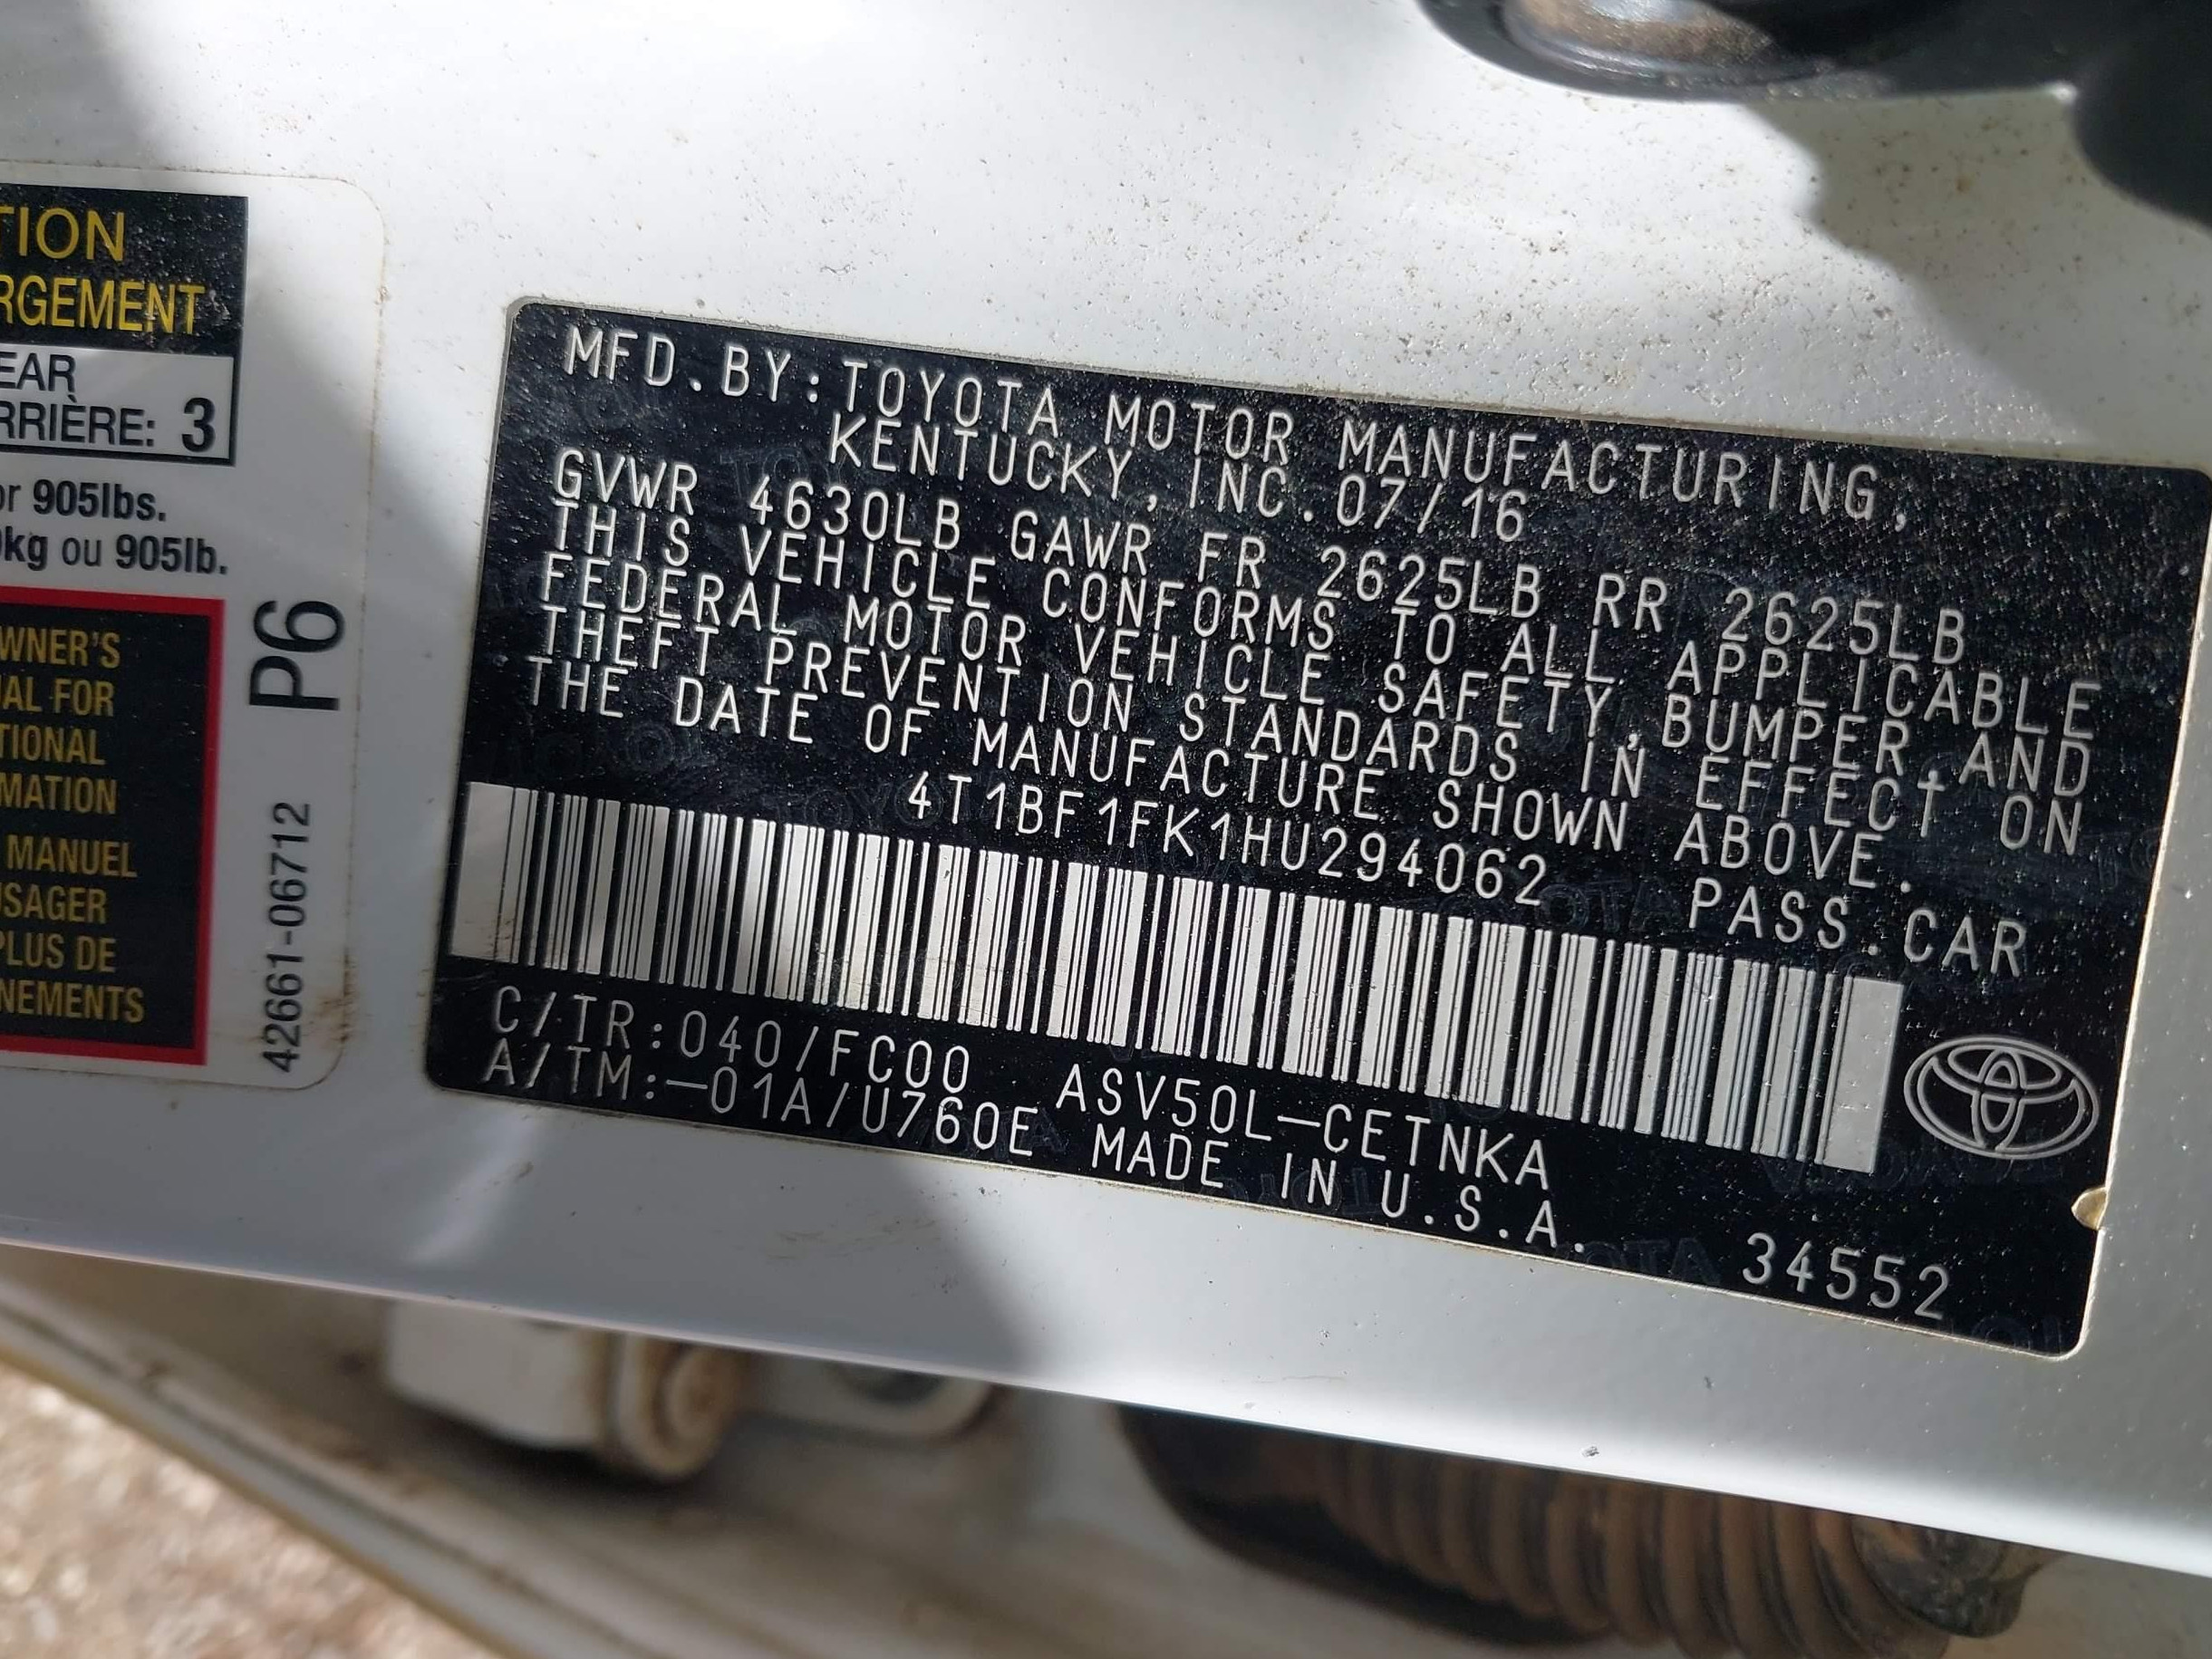 TION
RGEMENT
EAR
RRIÈRE: 3
or 905lbs.
0kg ou 905lb.
WNER'S
UAL FOR
TIONAL
MATION
MANUEL
USAGER
PLUS DE
NEMENTS
P6
42661-06712
MFD.BY:TOYOTA MOTOR MANUFACTURING,
KENTUCKY, INC.07/16
GVWR 4630LB GAWR FR 2625LB RR 2625LB
THIS VEHICLE CONFORMS TO ALL APPLICABLE
FEDERAL MOTOR VEHICLE SAFETY,BUMPER,AND
THEFT PREVENTION STANDARDS IN EFFECT ON
THE DATE OF MANUFACTURE SHOWN ABOVE.
4T1BF1FK1HU294062 PASS.CAR
C/TR:040/FC00 ASV50L-CETNKA
A/TM:-01A/U760E MADE IN U.S.A.
34552